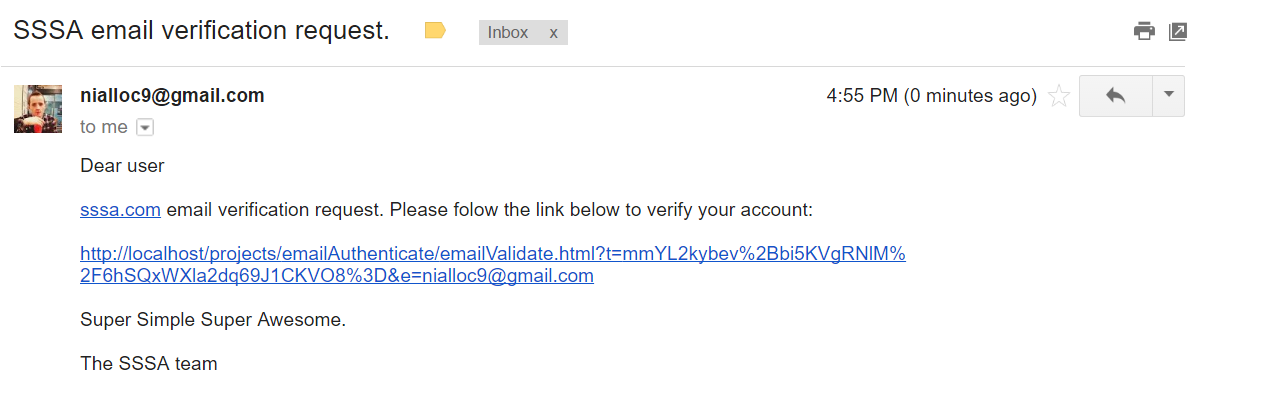 SSSA email verification request.
Inbox x
nialloc9@gmail.com
4:55 PM (0 minutes ago)
to me
Dear user
sssa.com email verification request. Please folow the link below to verify your account:
http://localhost/projects/emailAuthenticate/emailValidate.html?t=mmYL2kybev%2Bbi5KVgRNlM%
2F6hSQxWXla2dq69J1CKVO8%3D&e=nialloc9@gmail.com
Super Simple Super Awesome.
The SSSA team